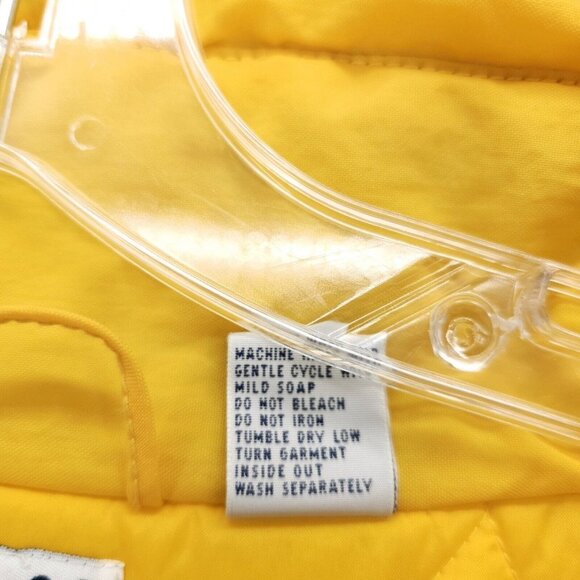 MACHINE
GENTLE CYCLE
MILD SOAP
DO NOT BLEACH
DO NOT IRON
TUMBLE DRY LOW
TURN GARMENT
INSIDE OUT
WASH SEPARATELY